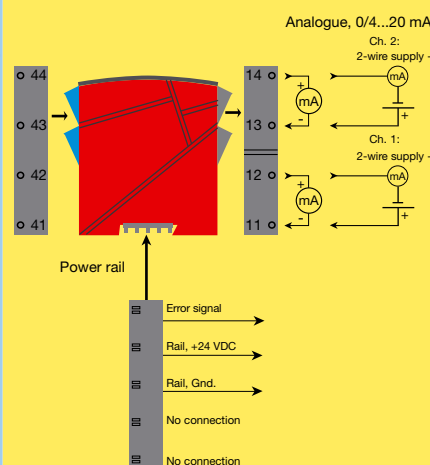 Analogue, 0/4...20 mA
Ch. 2:
2-wire supply -
44
14
+
mA
-
mA
+
43
13
Ch. 1:
2-wire supply -
42
12
+
mA
-
mA
+
41
11
Power rail
Error signal
Rail, +24 VDC
Rail, Gnd.
No connection
No connection